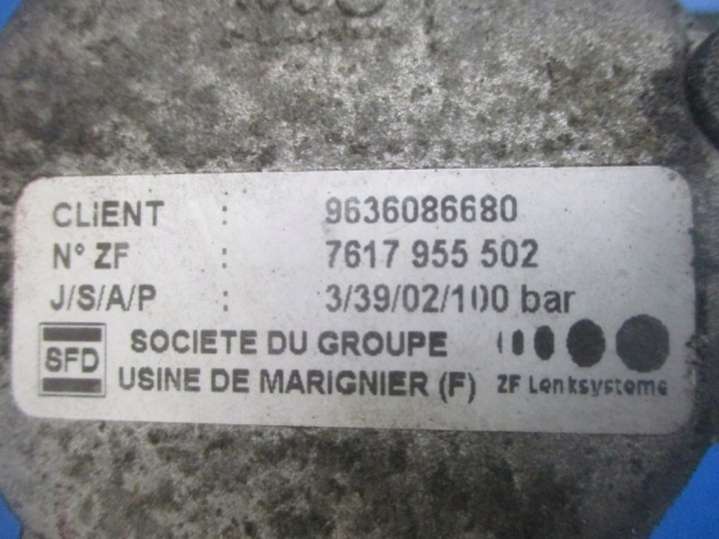 CLIENT : 9636086680
N° ZF : 7617 955 502
J/S/A/P : 3/39/02/100 bar
SFD SOCIETE DU GROUPE
USINE DE MARIGNIER (F) ZF Lenksysteme